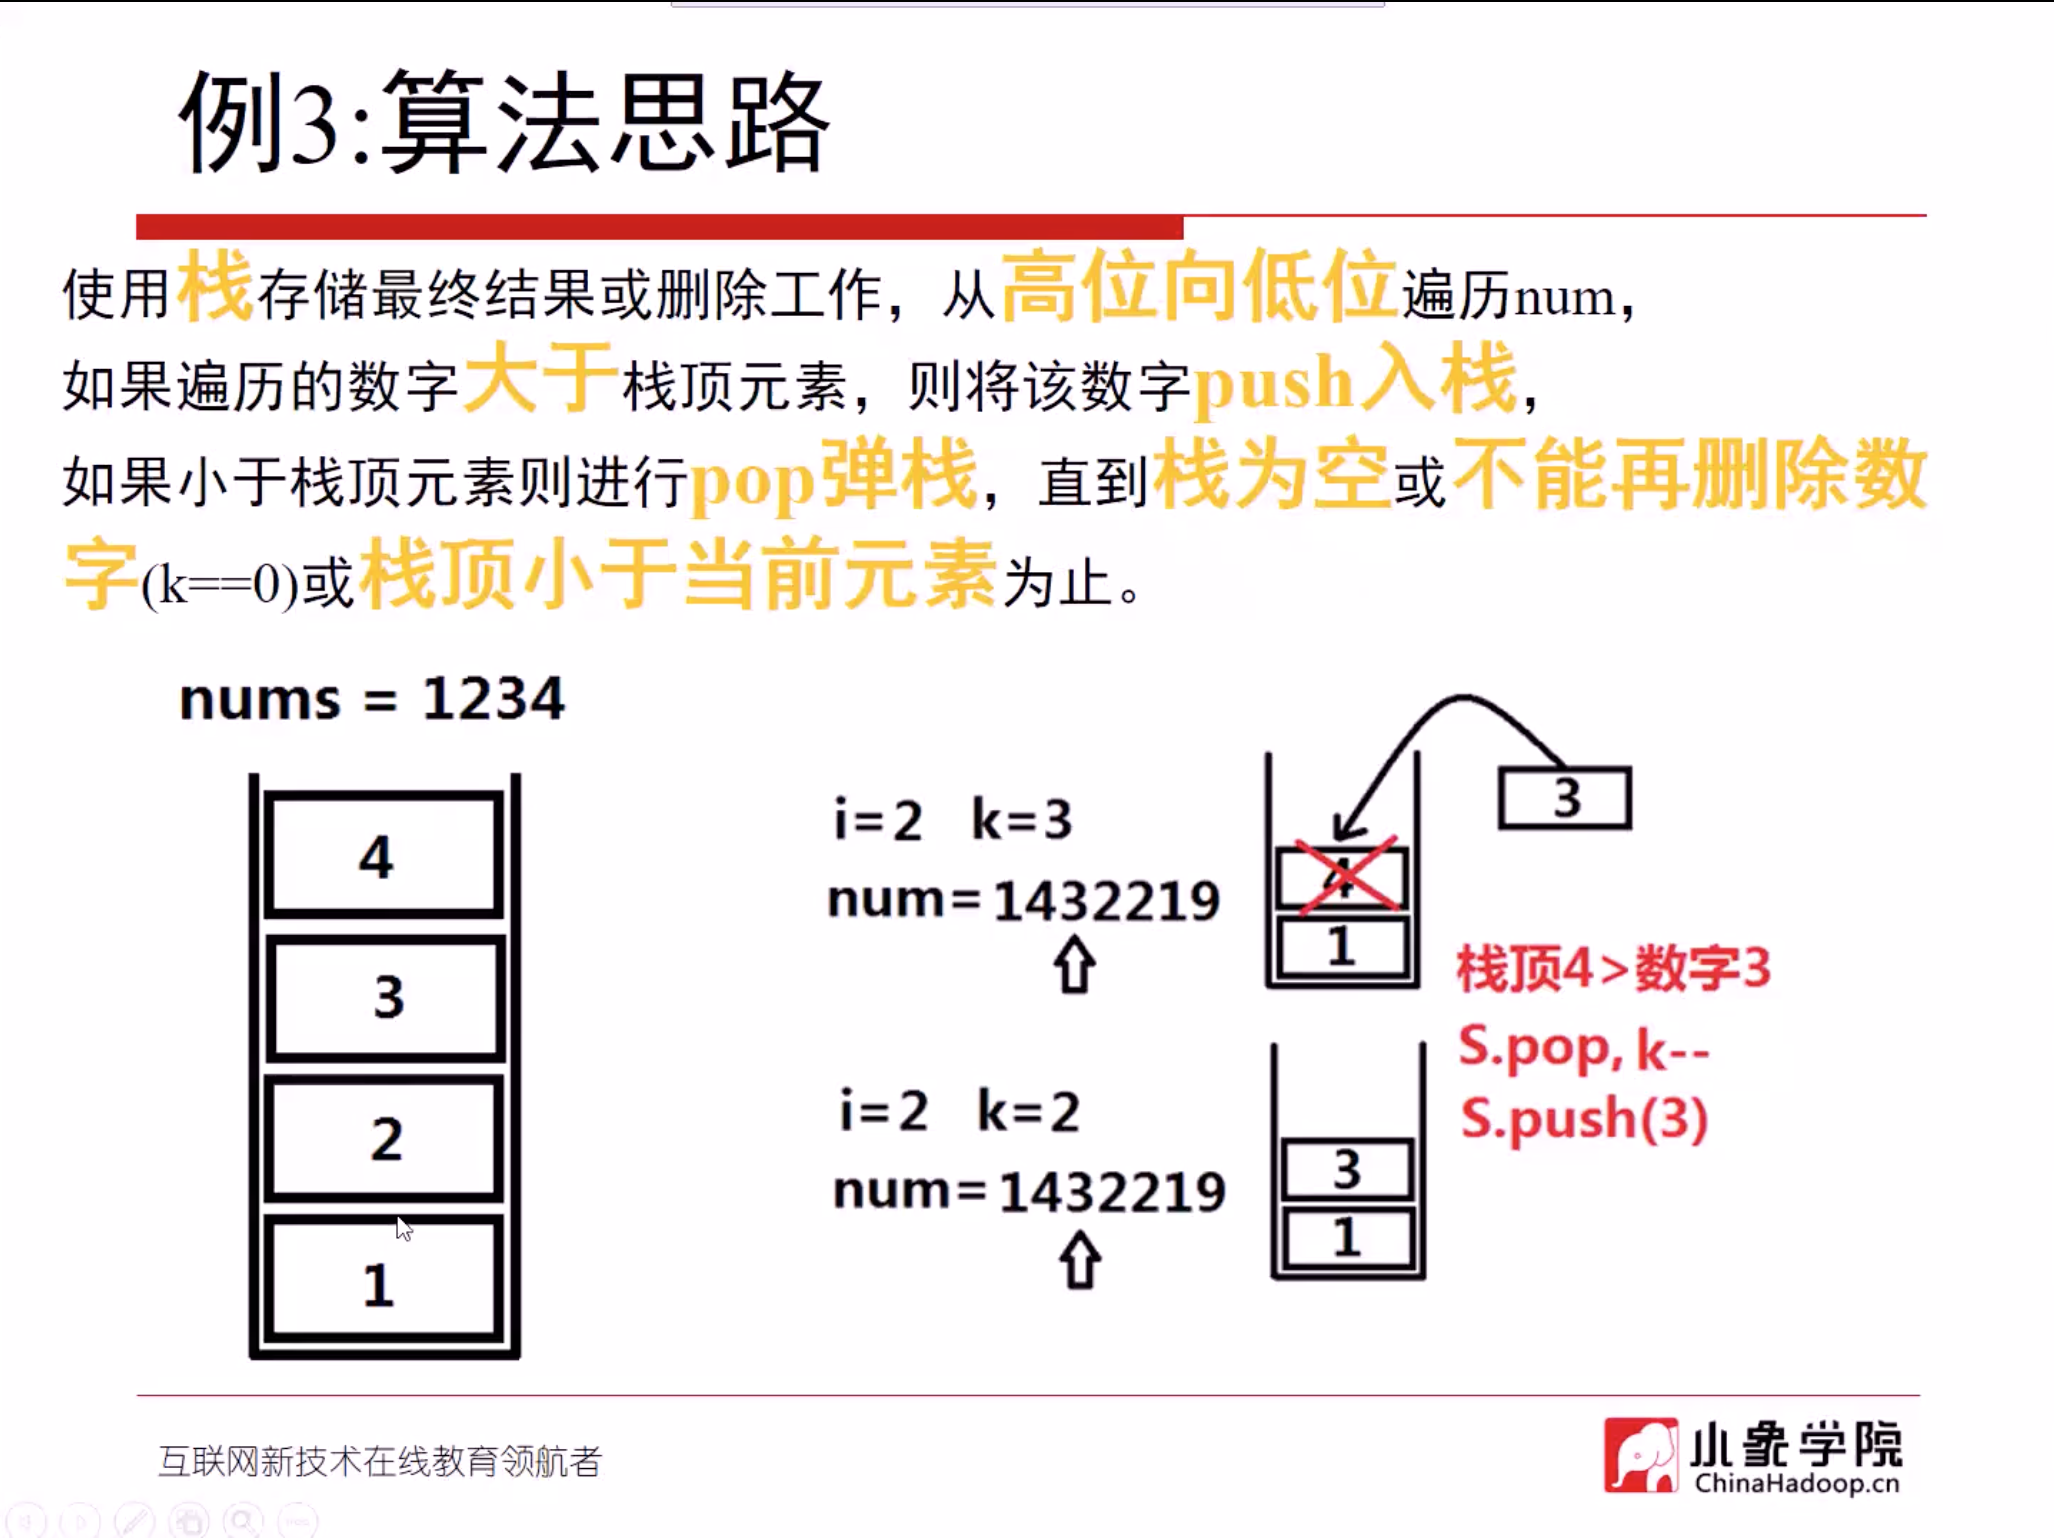 例3:算法思路
使用栈存储最终结果或删除工作，从高位向低位遍历num，
如果遍历的数字大于栈顶元素，则将该数字push入栈，
如果小于栈顶元素则进行pop弹栈，直到栈为空或不能再删除数
字(k==0)或栈顶小于当前元素为止。
nums = 1234
4
3
2
1
i=2 k=3
num=1432219
4
1
3
栈顶4>数字3
S.pop, k--
S.push(3)
i=2 k=2
num=1432219
3
1
互联网新技术在线教育领航者
小象学院
ChinaHadoop.cn